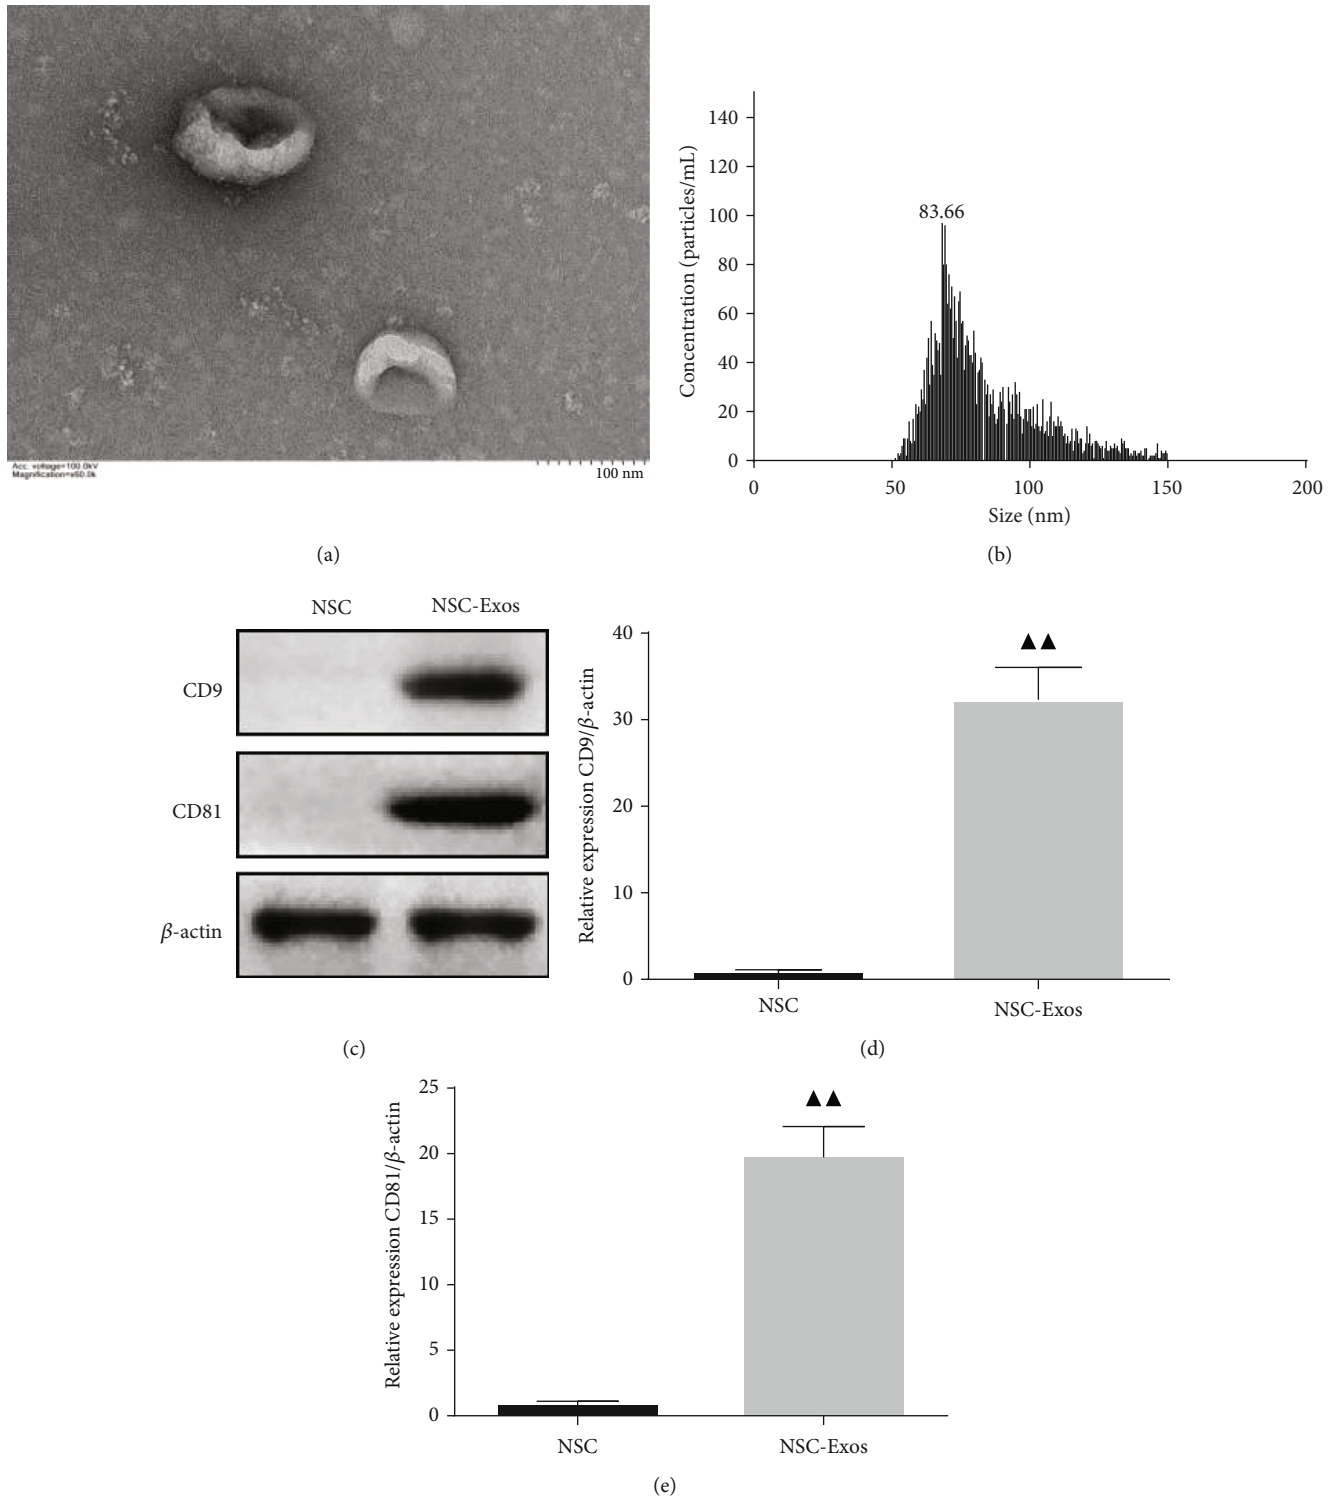 Acc. voltage=100.0kV
Magnification=x60.0k
100 nm
(a)
Concentration (particles/mL)
140
120
100
80
60
40
20
0
83.66
0 50 100 150 200
Size (nm)
(b)
NSC NSC-Exos
CD9
CD81
β-actin
(c)
Relative expression CD9/β-actin
40
30
20
10
0
▲▲
NSC NSC-Exos
(d)
Relative expression CD81/β-actin
25
20
15
10
5
0
▲▲
NSC NSC-Exos
(e)